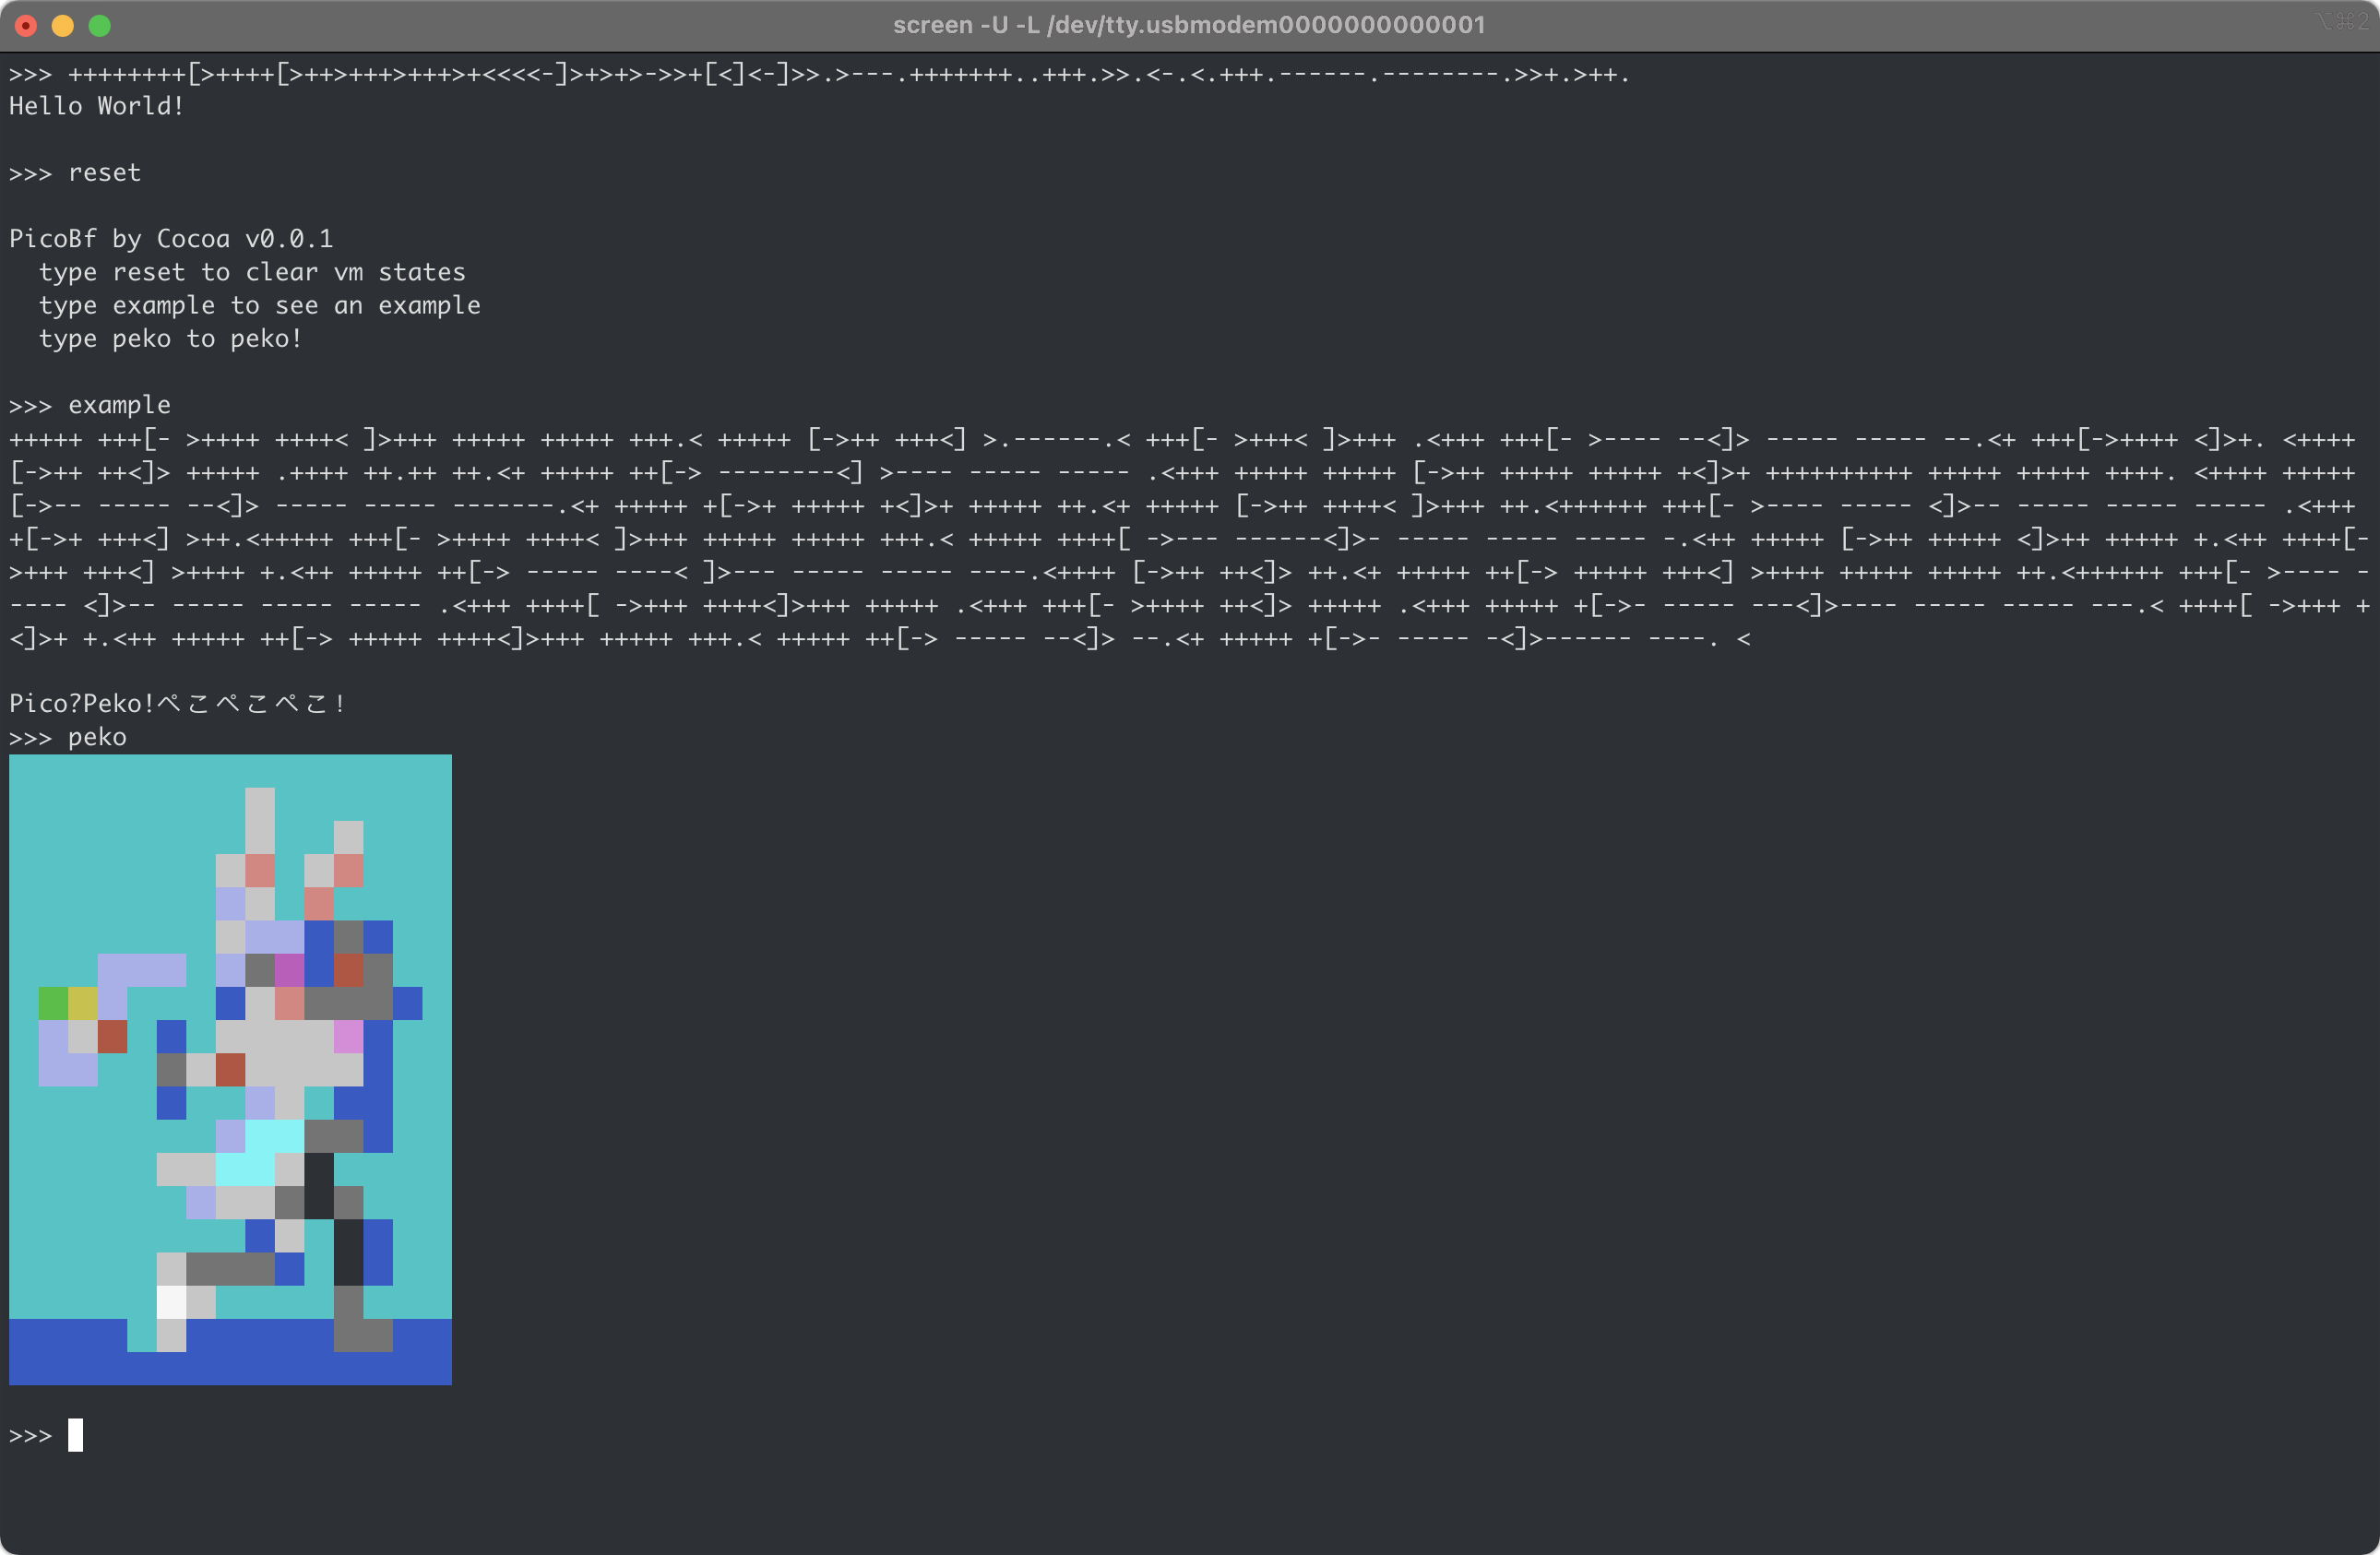 screen -U -L /dev/tty.usbmodem0000000000001
⌥⌘2
>>> ++++++++[>++++[>++>+++>+++>+<<<<-]>+>+>->>+[<]<-]>>.>---.+++++++..+++.>>.<-.<.+++.------.--------.>>+.>++.
Hello World!
>>> reset
PicoBf by Cocoa v0.0.1
  type reset to clear vm states
  type example to see an example
  type peko to peko!
>>> example
+++++ +++[- >++++ ++++< ]>+++ +++++ +++++ +++.< +++++ [->++ +++<] >.------.< +++[- >+++< ]>+++ .<+++ +++[- >---- --<]> ----- ----- --.<+ +++[->++++ <]>+. <++++
[->++ ++<]> +++++ .++++ ++.++ ++.<+ +++++ ++[-> --------<] >---- ----- ----- .<+++ +++++ +++++ [->++ +++++ +++++ +<]>+ ++++++++++ +++++ +++++ ++++. <++++ +++++
[->-- ----- --<]> ----- ----- -------.<+ +++++ +[->+ +++++ +<]>+ +++++ ++.<+ +++++ [->++ ++++< ]>+++ ++.<++++++ +++[- >---- ----- <]>-- ----- ----- ----- .<+++
+[->+ +++<] >++.<+++++ +++[- >++++ ++++< ]>+++ +++++ +++++ +++.< +++++ ++++[ ->--- ------<]>- ----- ----- ----- -.<++ +++++ [->++ +++++ <]>++ +++++ +.<++ ++++[-
>+++ +++<] >++++ +.<++ +++++ ++[-> ----- ----< ]>--- ----- ----- ----.<++++ [->++ ++<]> ++.<+ +++++ ++[-> +++++ +++<] >++++ +++++ +++++ ++.<++++++ +++[- >---- -
---- <]>-- ----- ----- ----- .<+++ ++++[ ->+++ ++++<]>+++ +++++ .<+++ +++[- >++++ ++<]> +++++ .<+++ +++++ +[->- ----- ---<]>---- ----- ----- ---.< ++++[ ->+++ +
<]>+ +.<++ +++++ ++[-> +++++ ++++<]>+++ +++++ +++.< +++++ ++[-> ----- --<]> --.<+ +++++ +[->- ----- -<]>------ ----. <
Pico?Peko!ぺこぺこぺこ!
>>> peko
>>>